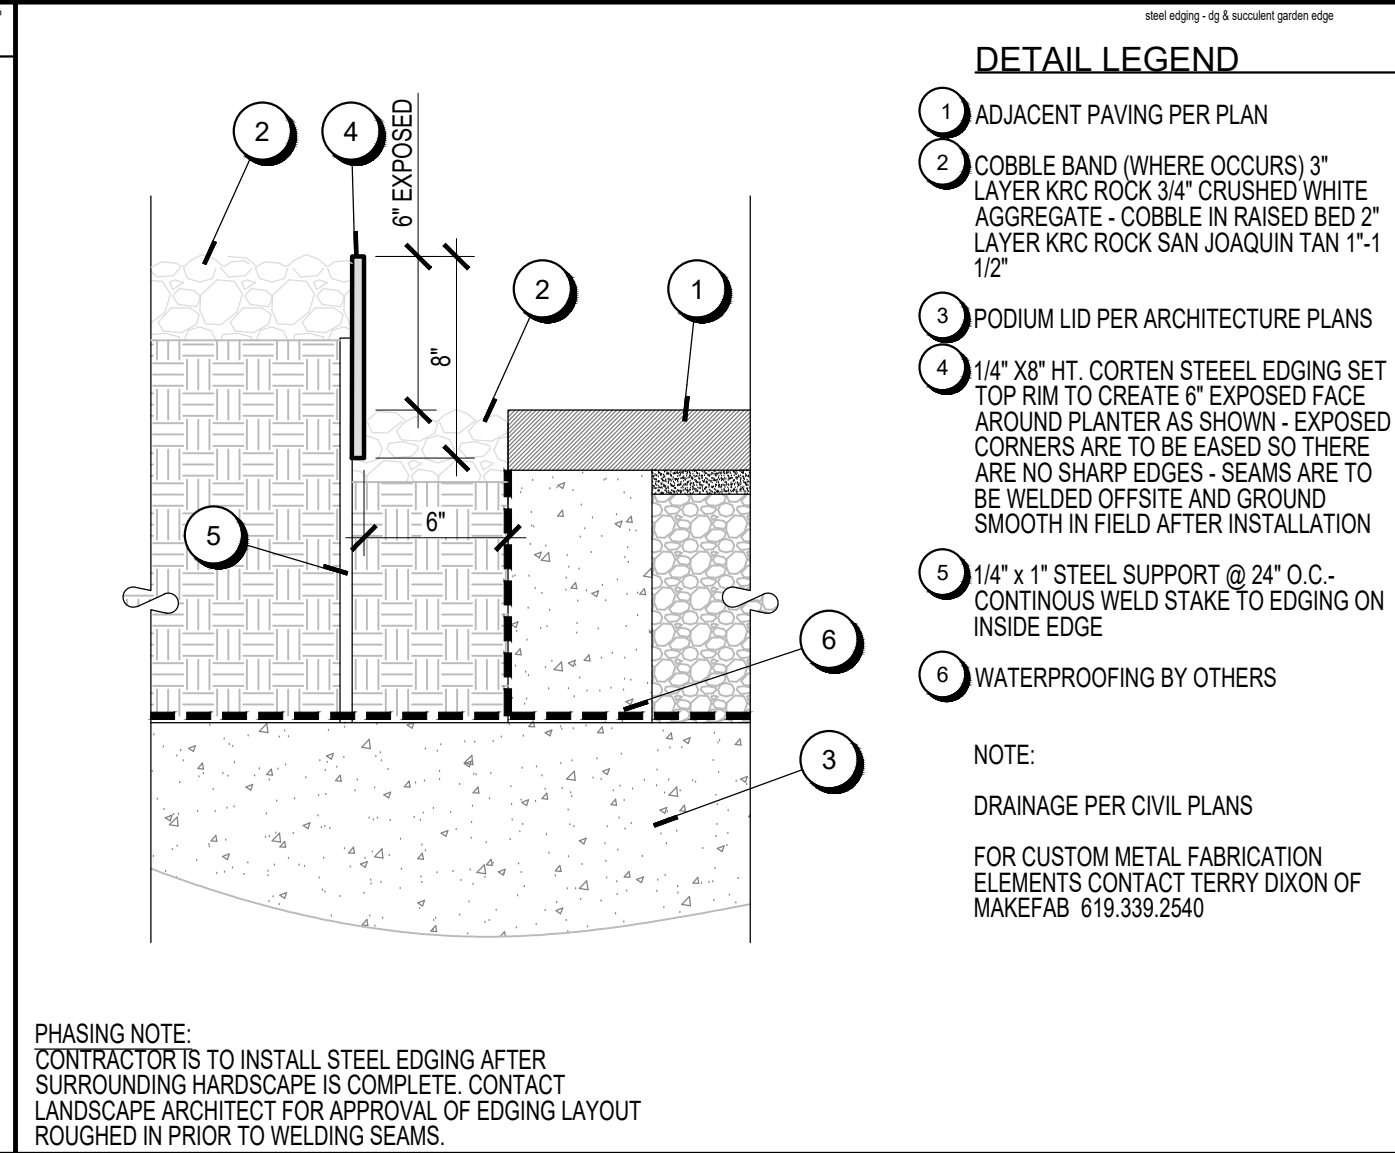 steel edging - dg & succulent garden edge
DETAIL LEGEND
1 ADJACENT PAVING PER PLAN
2 COBBLE BAND (WHERE OCCURS) 3"
LAYER KRC ROCK 3/4" CRUSHED WHITE
AGGREGATE - COBBLE IN RAISED BED 2"
LAYER KRC ROCK SAN JOAQUIN TAN 1"-1
1/2"
3 PODIUM LID PER ARCHITECTURE PLANS
4 1/4" X8" HT. CORTEN STEEEL EDGING SET
TOP RIM TO CREATE 6" EXPOSED FACE
AROUND PLANTER AS SHOWN - EXPOSED
CORNERS ARE TO BE EASED SO THERE
ARE NO SHARP EDGES - SEAMS ARE TO
BE WELDED OFFSITE AND GROUND
SMOOTH IN FIELD AFTER INSTALLATION
5 1/4" x 1" STEEL SUPPORT @ 24" O.C.-
CONTINOUS WELD STAKE TO EDGING ON
INSIDE EDGE
6 WATERPROOFING BY OTHERS
NOTE:
DRAINAGE PER CIVIL PLANS
FOR CUSTOM METAL FABRICATION
ELEMENTS CONTACT TERRY DIXON OF
MAKEFAB 619.339.2540
2
4
6" EXPOSED
8"
2
1
6"
5
6
3
PHASING NOTE:
CONTRACTOR IS TO INSTALL STEEL EDGING AFTER
SURROUNDING HARDSCAPE IS COMPLETE. CONTACT
LANDSCAPE ARCHITECT FOR APPROVAL OF EDGING LAYOUT
ROUGHED IN PRIOR TO WELDING SEAMS.